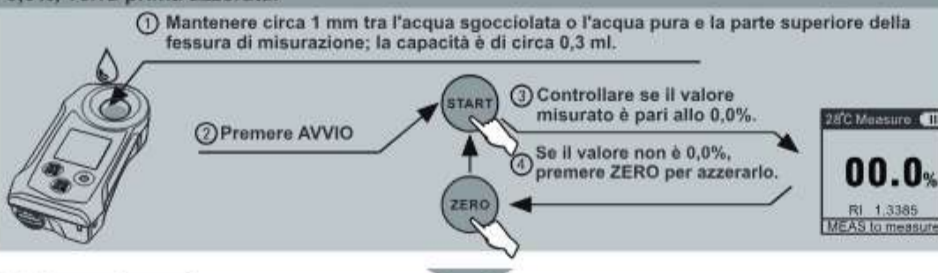 ① Mantenere circa 1 mm tra l'acqua sgocciolata o l'acqua pura e la parte superiore della
fessura di misurazione; la capacità è di circa 0,3 ml.
② Premere AVVIO
START
③ Controllare se il valore
misurato è pari allo 0,0%.
④ Se il valore non è 0,0%,
premere ZERO per azzerarlo.
ZERO
28°C Measure
00.0%
RI 1.3385
MEAS to measure